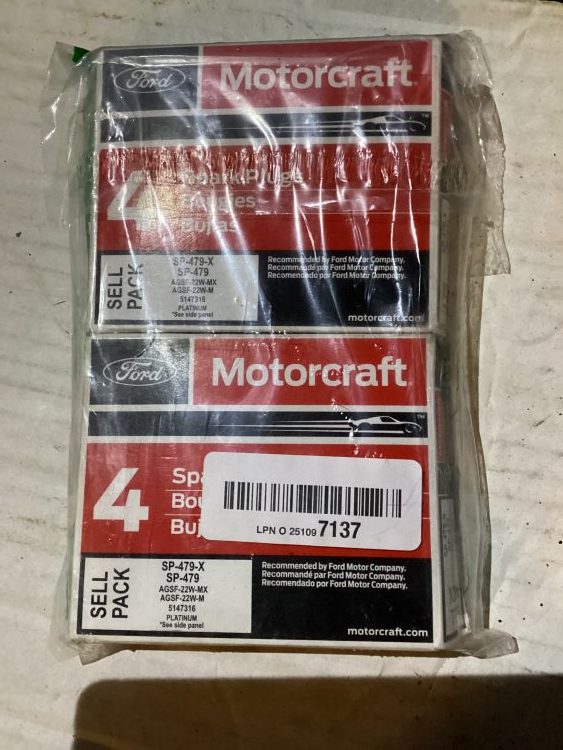 Ford
Motorcraft
4
Spark Plugs
Bougies
Bujías
SELL PACK
SP-479-X
SP-479
AGSF-22W-MX
AGSF-22W-M
5147316
PLATINUM
*See side panel
Recommended by Ford Motor Company.
Recommandé par Ford Motor Company.
Recomendado por Ford Motor Company.
motorcraft.com
Ford
Motorcraft
TM
4
Spa
Bou
Buj
LPN O 25109 7137
SELL PACK
SP-479-X
SP-479
AGSF-22W-MX
AGSF-22W-M
5147316
PLATINUM
*See side panel
Recommended by Ford Motor Company.
Recommandé par Ford Motor Company.
Recomendado por Ford Motor Company.
motorcraft.com